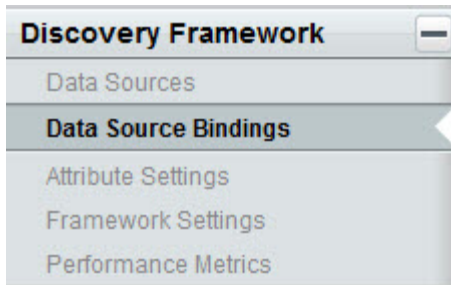 Discovery Framework
Data Sources
Data Source Bindings
Attribute Settings
Framework Settings
Performance Metrics